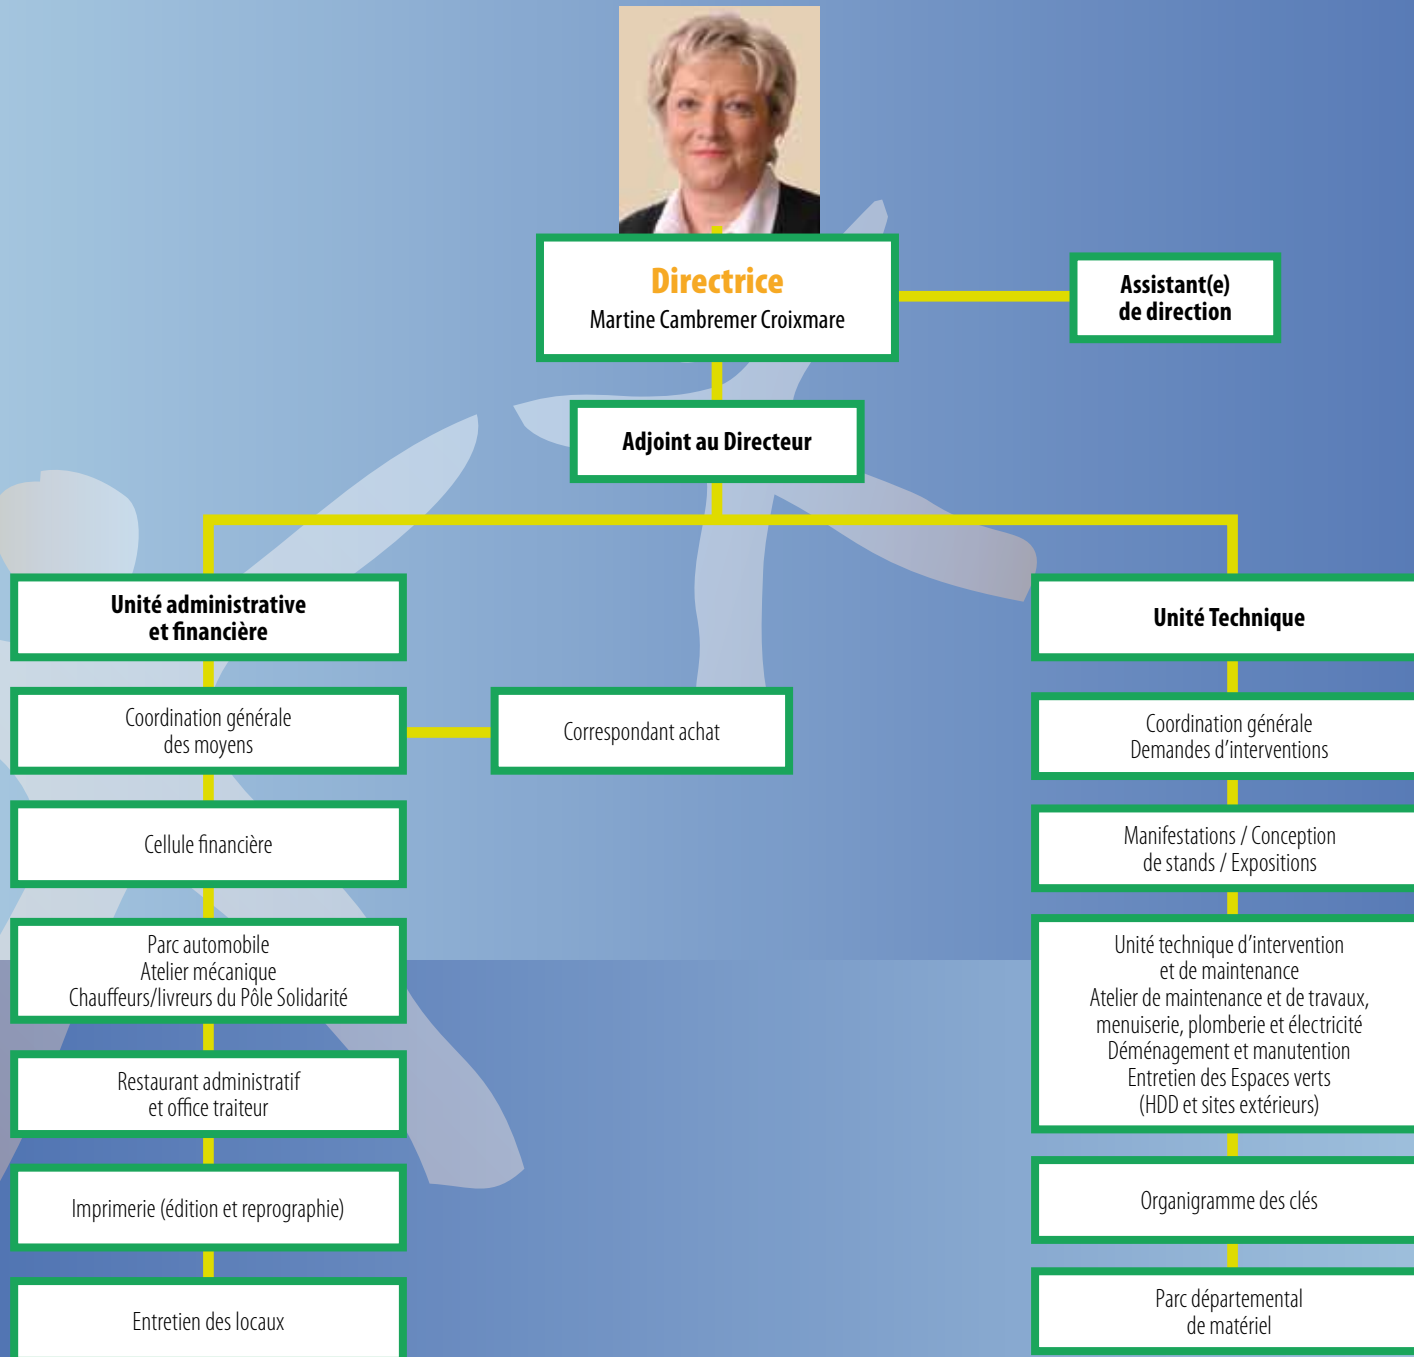 Directrice
Martine Cambremer Croixmare
Assistant(e)
de direction
Adjoint au Directeur
Unité administrative
et financière
Coordination générale
des moyens
Correspondant achat
Cellule financière
Parc automobile
Atelier mécanique
Chauffeurs/livreurs du Pôle Solidarité
Restaurant administratif
et office traiteur
Imprimerie (édition et reprographie)
Entretien des locaux
Unité Technique
Coordination générale
Demandes d’interventions
Manifestations / Conception
de stands / Expositions
Unité technique d’intervention
et de maintenance
Atelier de maintenance et de travaux,
menuiserie, plomberie et électricité
Déménagement et manutention
Entretien des Espaces verts
(HDD et sites extérieurs)
Organigramme des clés
Parc départemental
de matériel